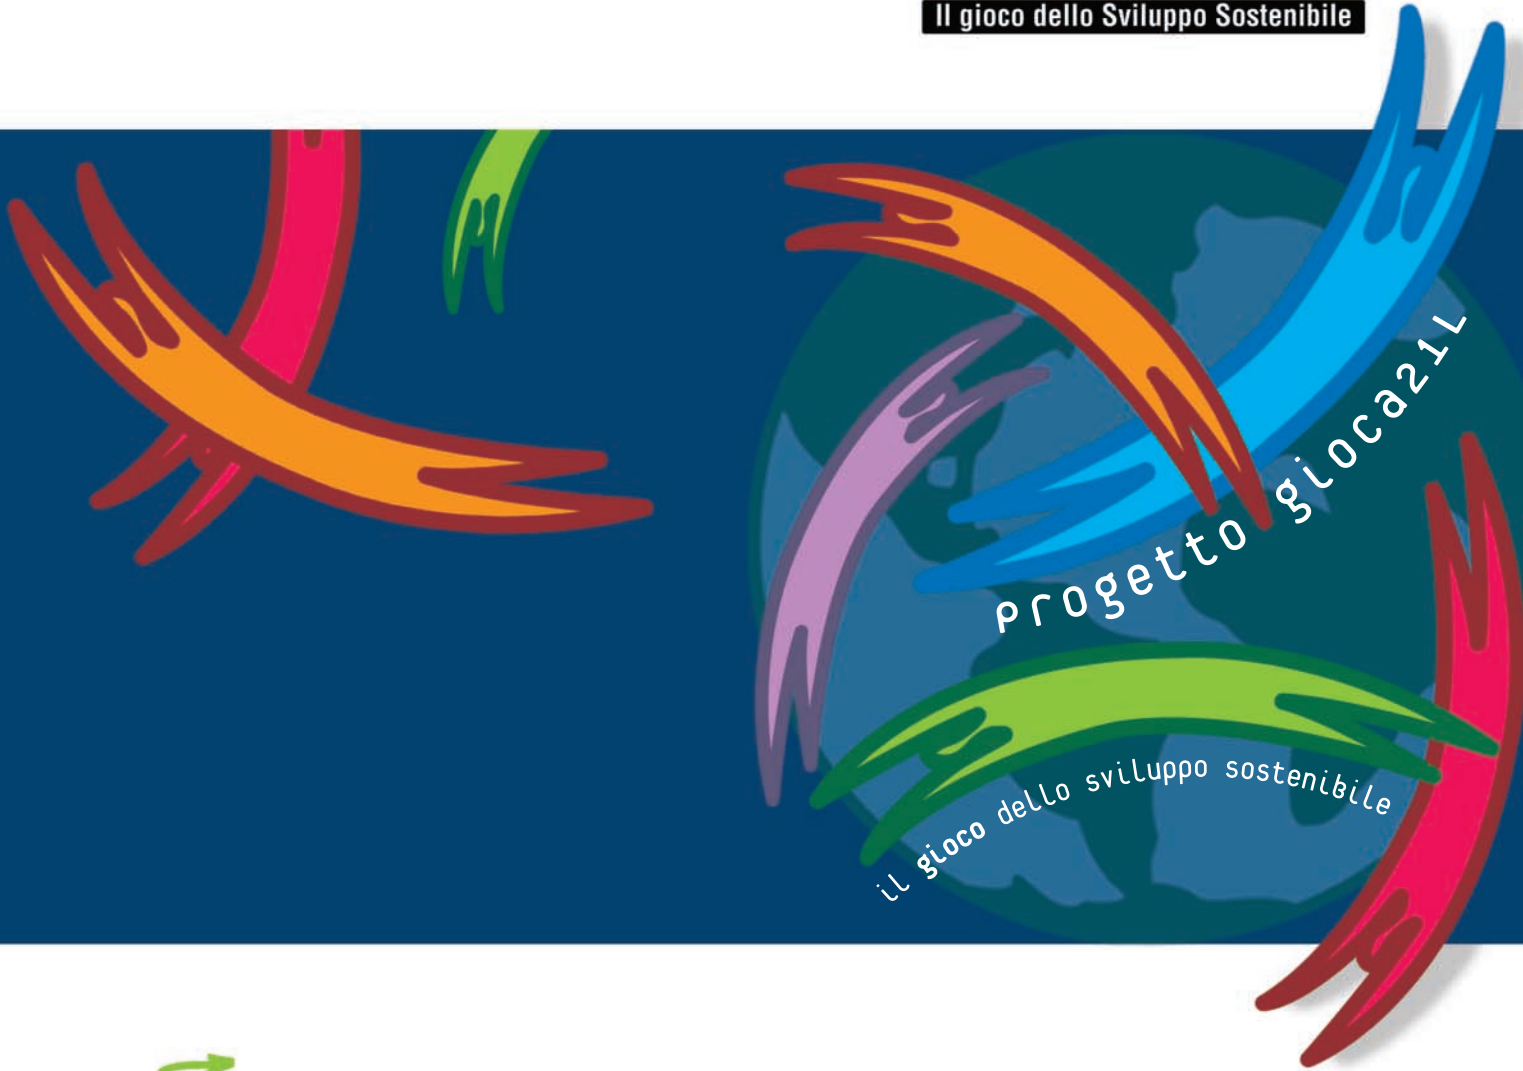 Il gioco dello Sviluppo Sostenibile
progetto gioca21L
il gioco dello sviluppo sostenibile